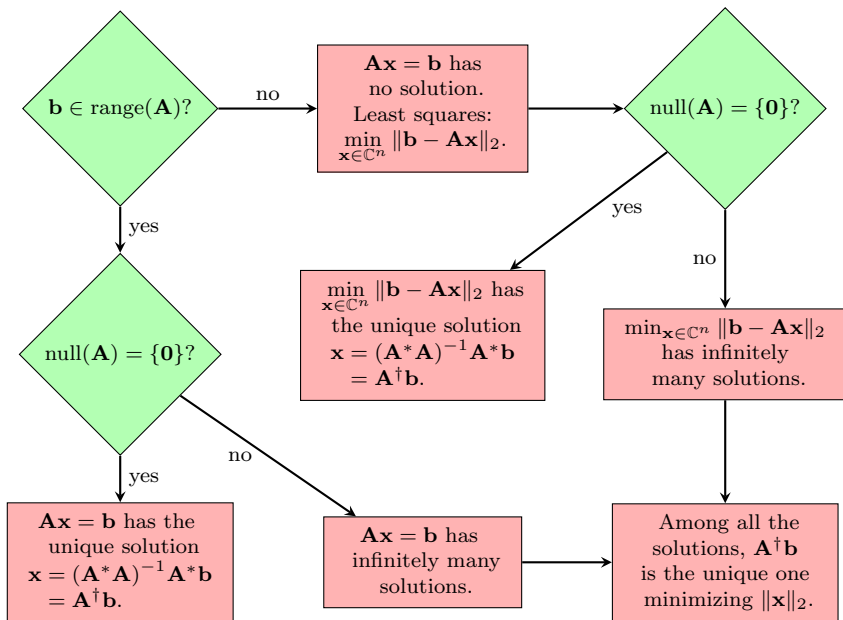 𝐛 ∈ range(𝐀)?
no
𝐀𝐱 = 𝐛 has
no solution.
Least squares:
min ‖𝐛 − 𝐀𝐱‖₂.
𝐱∈ℂⁿ
null(𝐀) = {𝟎}?
yes
yes
no
null(𝐀) = {𝟎}?
min ‖𝐛 − 𝐀𝐱‖₂ has
𝐱∈ℂⁿ
the unique solution
𝐱 = (𝐀*𝐀)⁻¹𝐀*𝐛
= 𝐀†𝐛.
min𝐱∈ℂⁿ ‖𝐛 − 𝐀𝐱‖₂
has infinitely
many solutions.
yes
no
𝐀𝐱 = 𝐛 has the
unique solution
𝐱 = (𝐀*𝐀)⁻¹𝐀*𝐛
= 𝐀†𝐛.
𝐀𝐱 = 𝐛 has
infinitely many
solutions.
Among all the
solutions, 𝐀†𝐛
is the unique one
minimizing ‖𝐱‖₂.